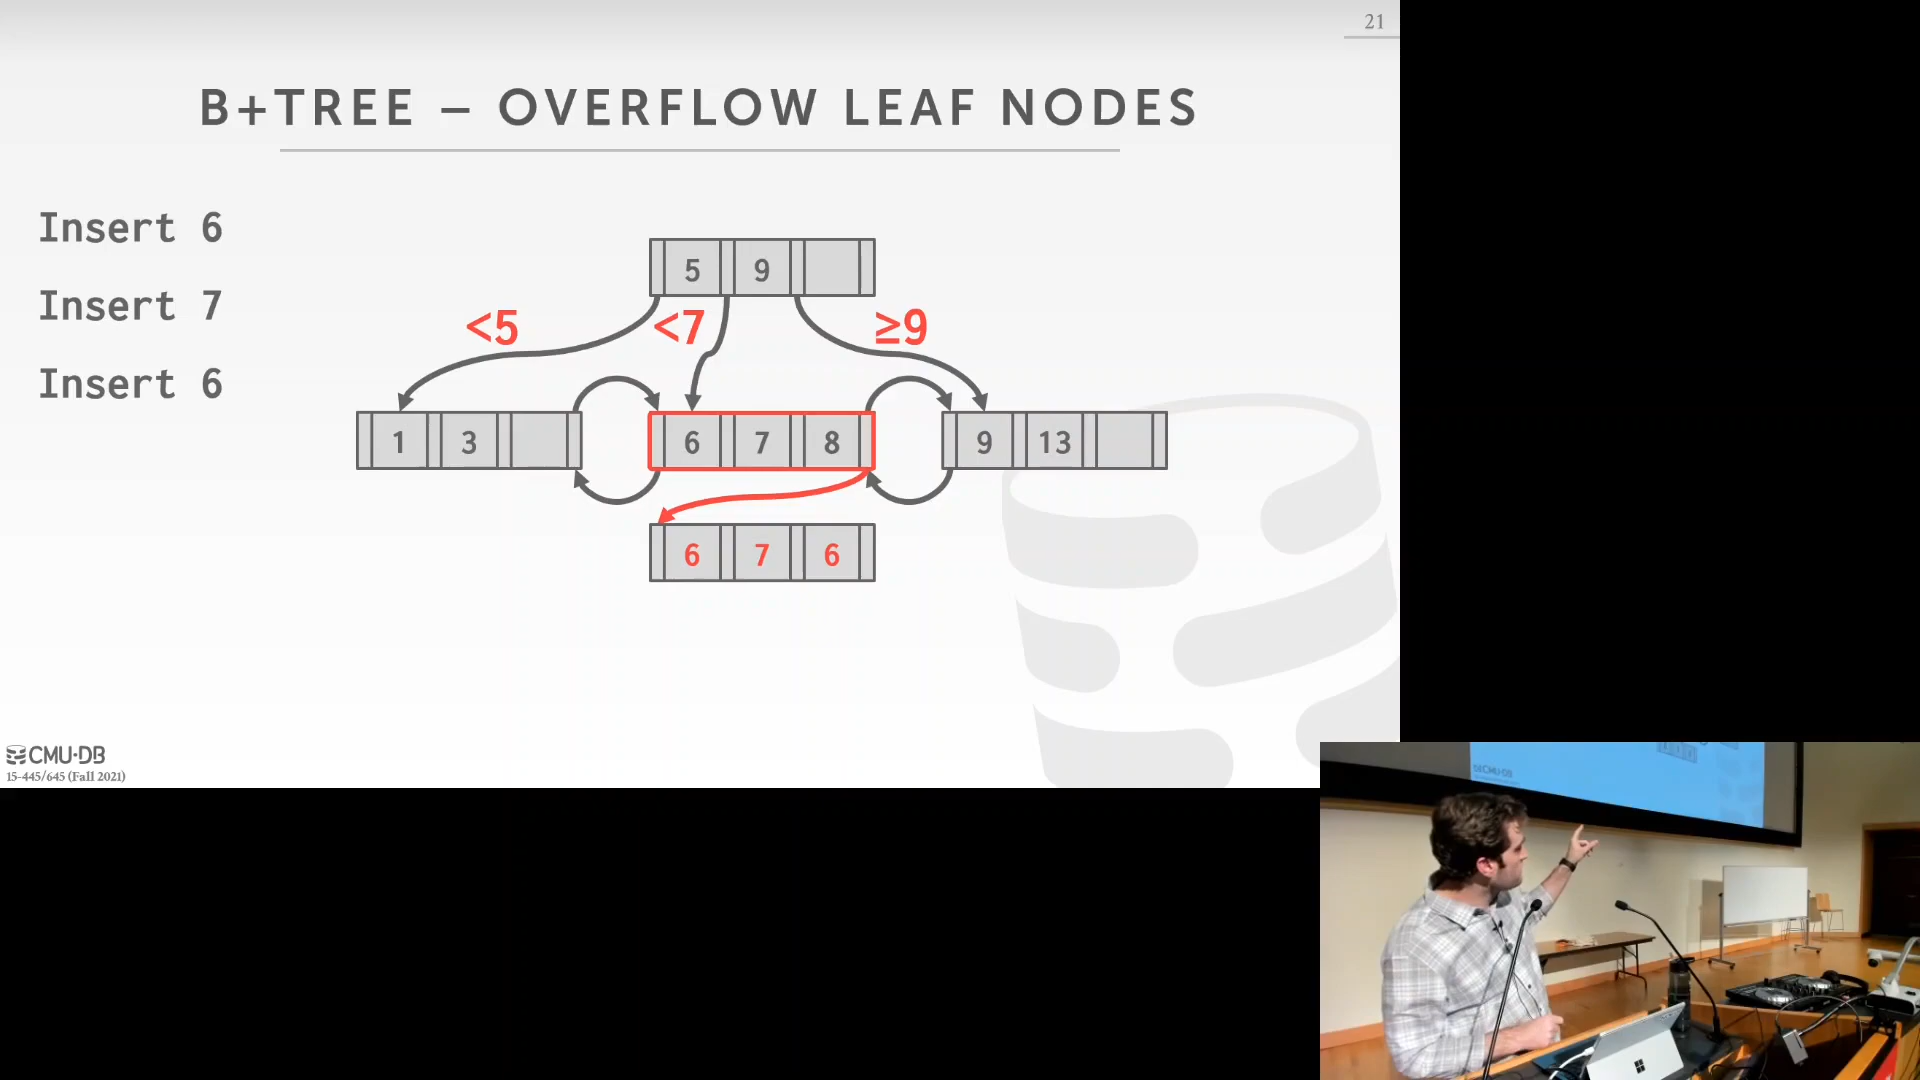 21
B+TREE – OVERFLOW LEAF NODES
Insert 6
Insert 7
Insert 6
5 9
<5 <7 ≥9
1 3 6 7 8 9 13
6 7 6
CMU·DB
15-445/645 (Fall 2021)